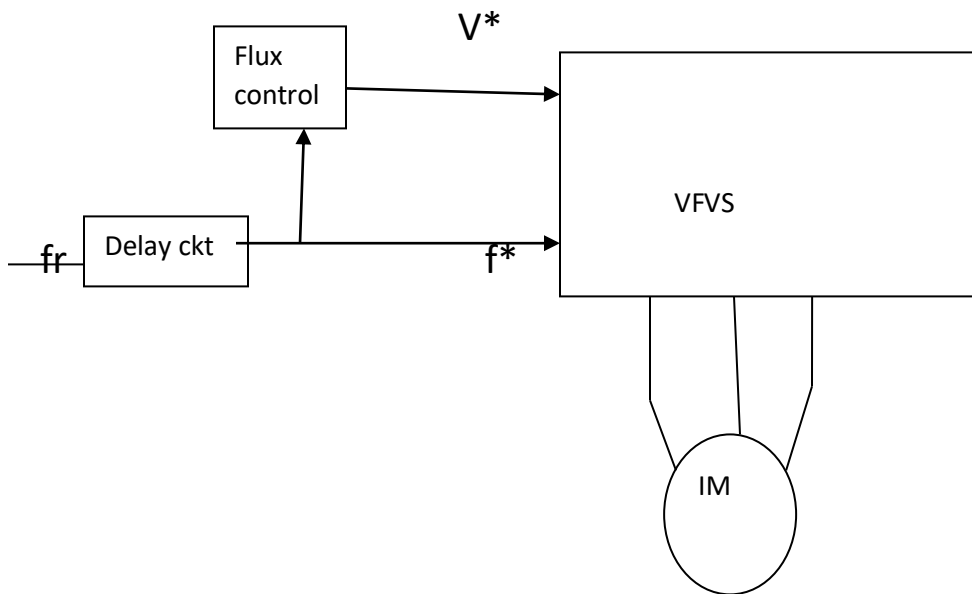 V*
Flux
control
VFVS
Delay ckt
fr
f*
IM